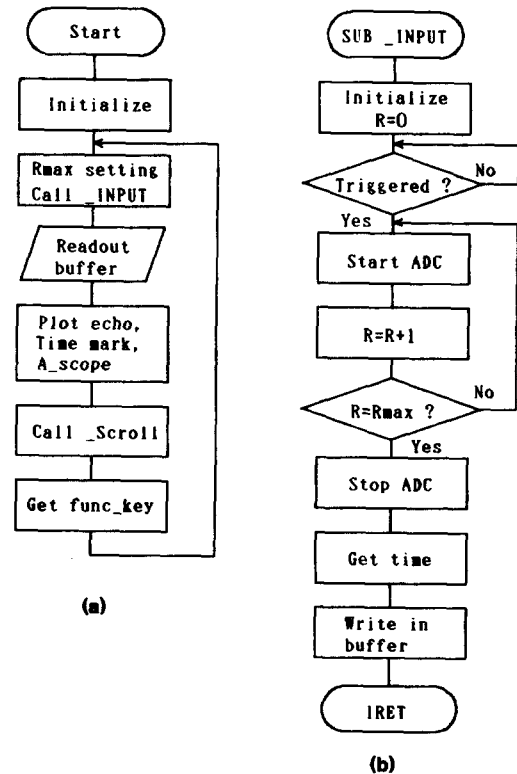 Start
Initialize
Rmax setting
Call _INPUT
Readout
buffer
Plot echo,
Time mark,
A_scope
Call _Scroll
Get func_key
(a)
SUB _INPUT
Initialize
R=0
Triggered ?
No
Yes
Start ADC
R=R+1
R=Rmax ?
No
Yes
Stop ADC
Get time
Write in
buffer
IRET
(b)